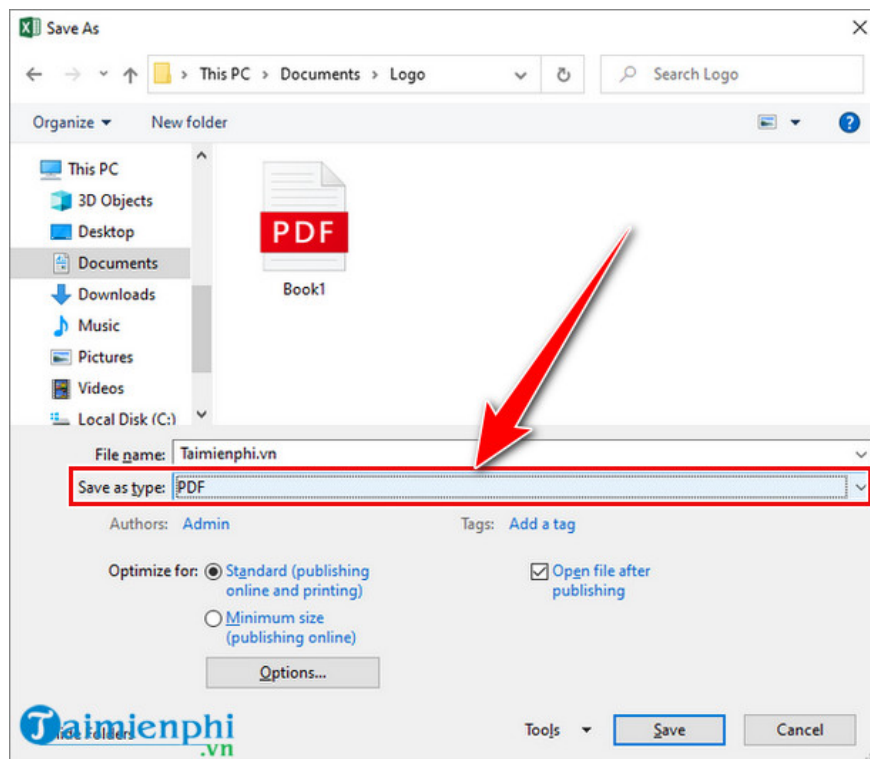 Save As
This PC > Documents > Logo
Search Logo
Organize
New folder
This PC
3D Objects
Desktop
Documents
Downloads
Music
Pictures
Videos
Local Disk (C:)
PDF
Book1
File name: Taimienphi.vn
Save as type: PDF
Authors: Admin
Tags: Add a tag
Optimize for: Standard (publishing
online and printing)
Minimum size
(publishing online)
Open file after
publishing
Options...
Hide Folders
Taimienphi
.vn
Tools
Save
Cancel